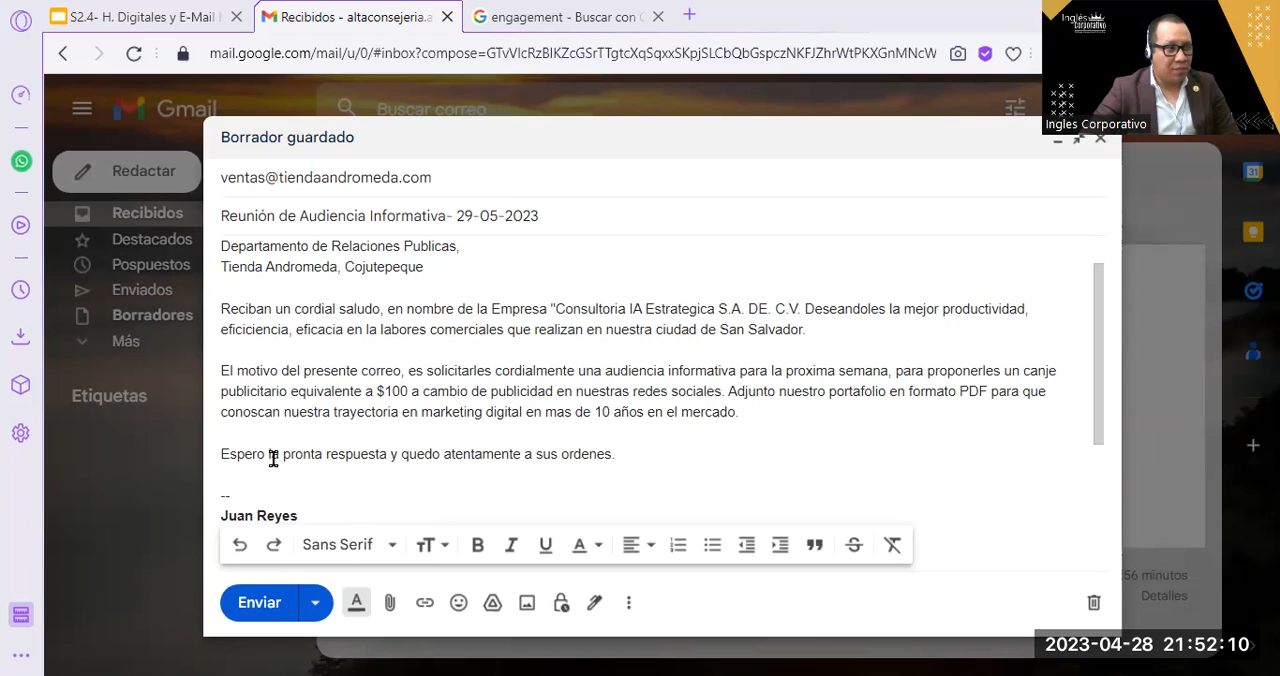 S2.4- H. Digitales y E-Mail
Recibidos - altaconsejeria.a
engagement - Buscar con
mail.google.com/mail/u/0/#inbox?compose=GTvVlcRzBlKZcGSrTTgtcXqSqxxSKpjSLCbQbGspczNKFJZhrWtPKXGnMNcW
Inglés
Corporativo
Ingles Corporativo
Gmail
Buscar correo
Redactar
Recibidos
Destacados
Pospuestos
Enviados
Borradores
Más
Etiquetas
Borrador guardado
ventas@tiendaandromeda.com
Reunión de Audiencia Informativa- 29-05-2023
Departamento de Relaciones Publicas,
Tienda Andromeda, Cojutepeque
Reciban un cordial saludo, en nombre de la Empresa "Consultoria IA Estrategica S.A. DE. C.V. Deseandoles la mejor productividad,
eficiciencia, eficacia en la labores comerciales que realizan en nuestra ciudad de San Salvador.
El motivo del presente correo, es solicitarles cordialmente una audiencia informativa para la proxima semana, para proponerles un canje
publicitario equivalente a $100 a cambio de publicidad en nuestras redes sociales. Adjunto nuestro portafolio en formato PDF para que
conoscan nuestra trayectoria en marketing digital en mas de 10 años en el mercado.
Espero pronta respuesta y quedo atentamente a sus ordenes.
--
Juan Reyes
Sans Serif
Enviar
56 minutos
Detalles
2023-04-28 21:52:10